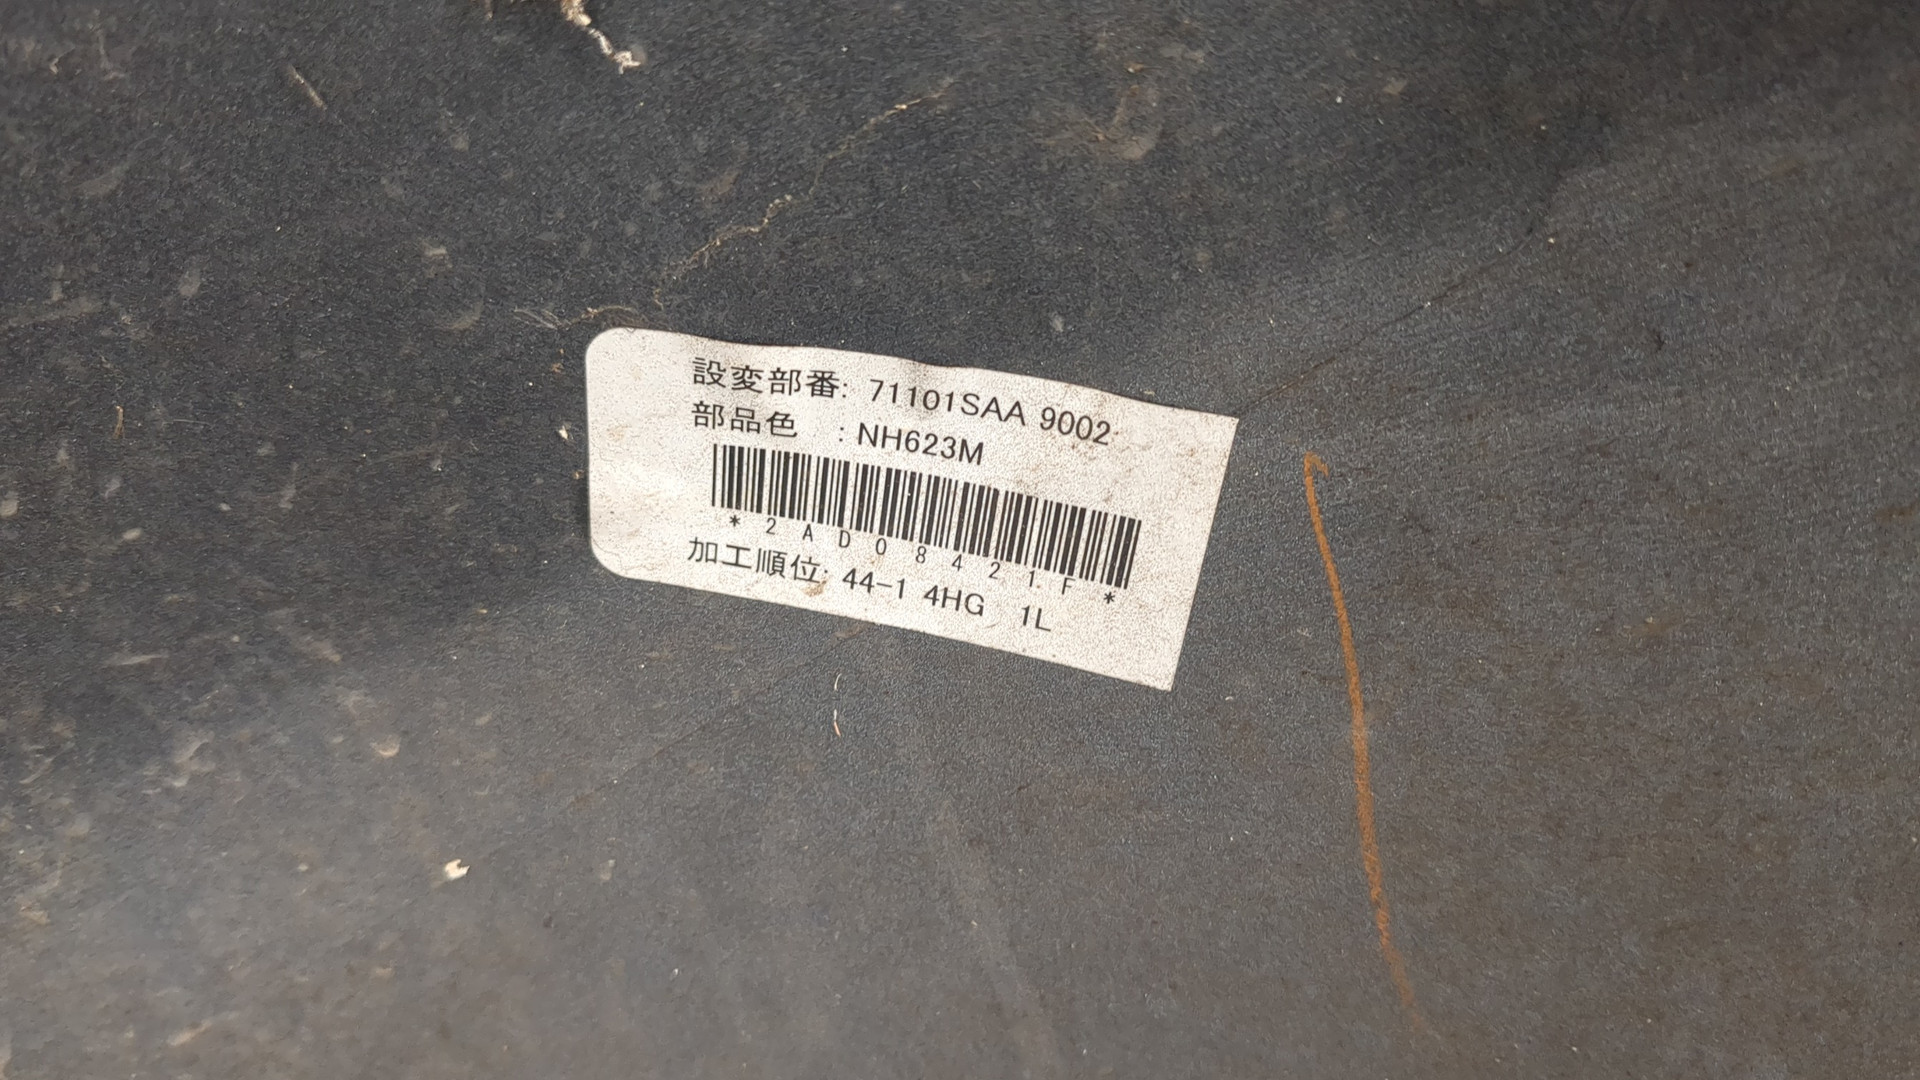 設変部番: 71101SAA 9002
部品色 : NH623M
*2AD08421F*
加工順位: 44-1 4HG 1L